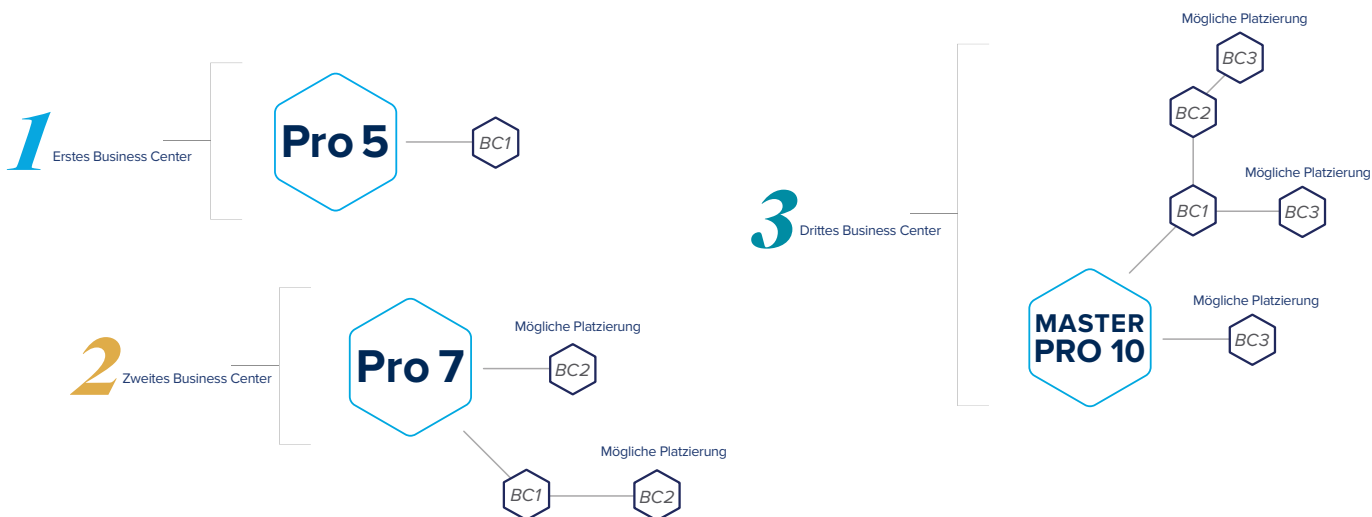 1
Erstes Business Center
Pro 5
BC1
2
Zweites Business Center
Pro 7
Mögliche Platzierung
BC2
Mögliche Platzierung
BC1
BC2
3
Drittes Business Center
Mögliche Platzierung
BC3
BC2
Mögliche Platzierung
BC1
BC3
MASTER
PRO 10
Mögliche Platzierung
BC3